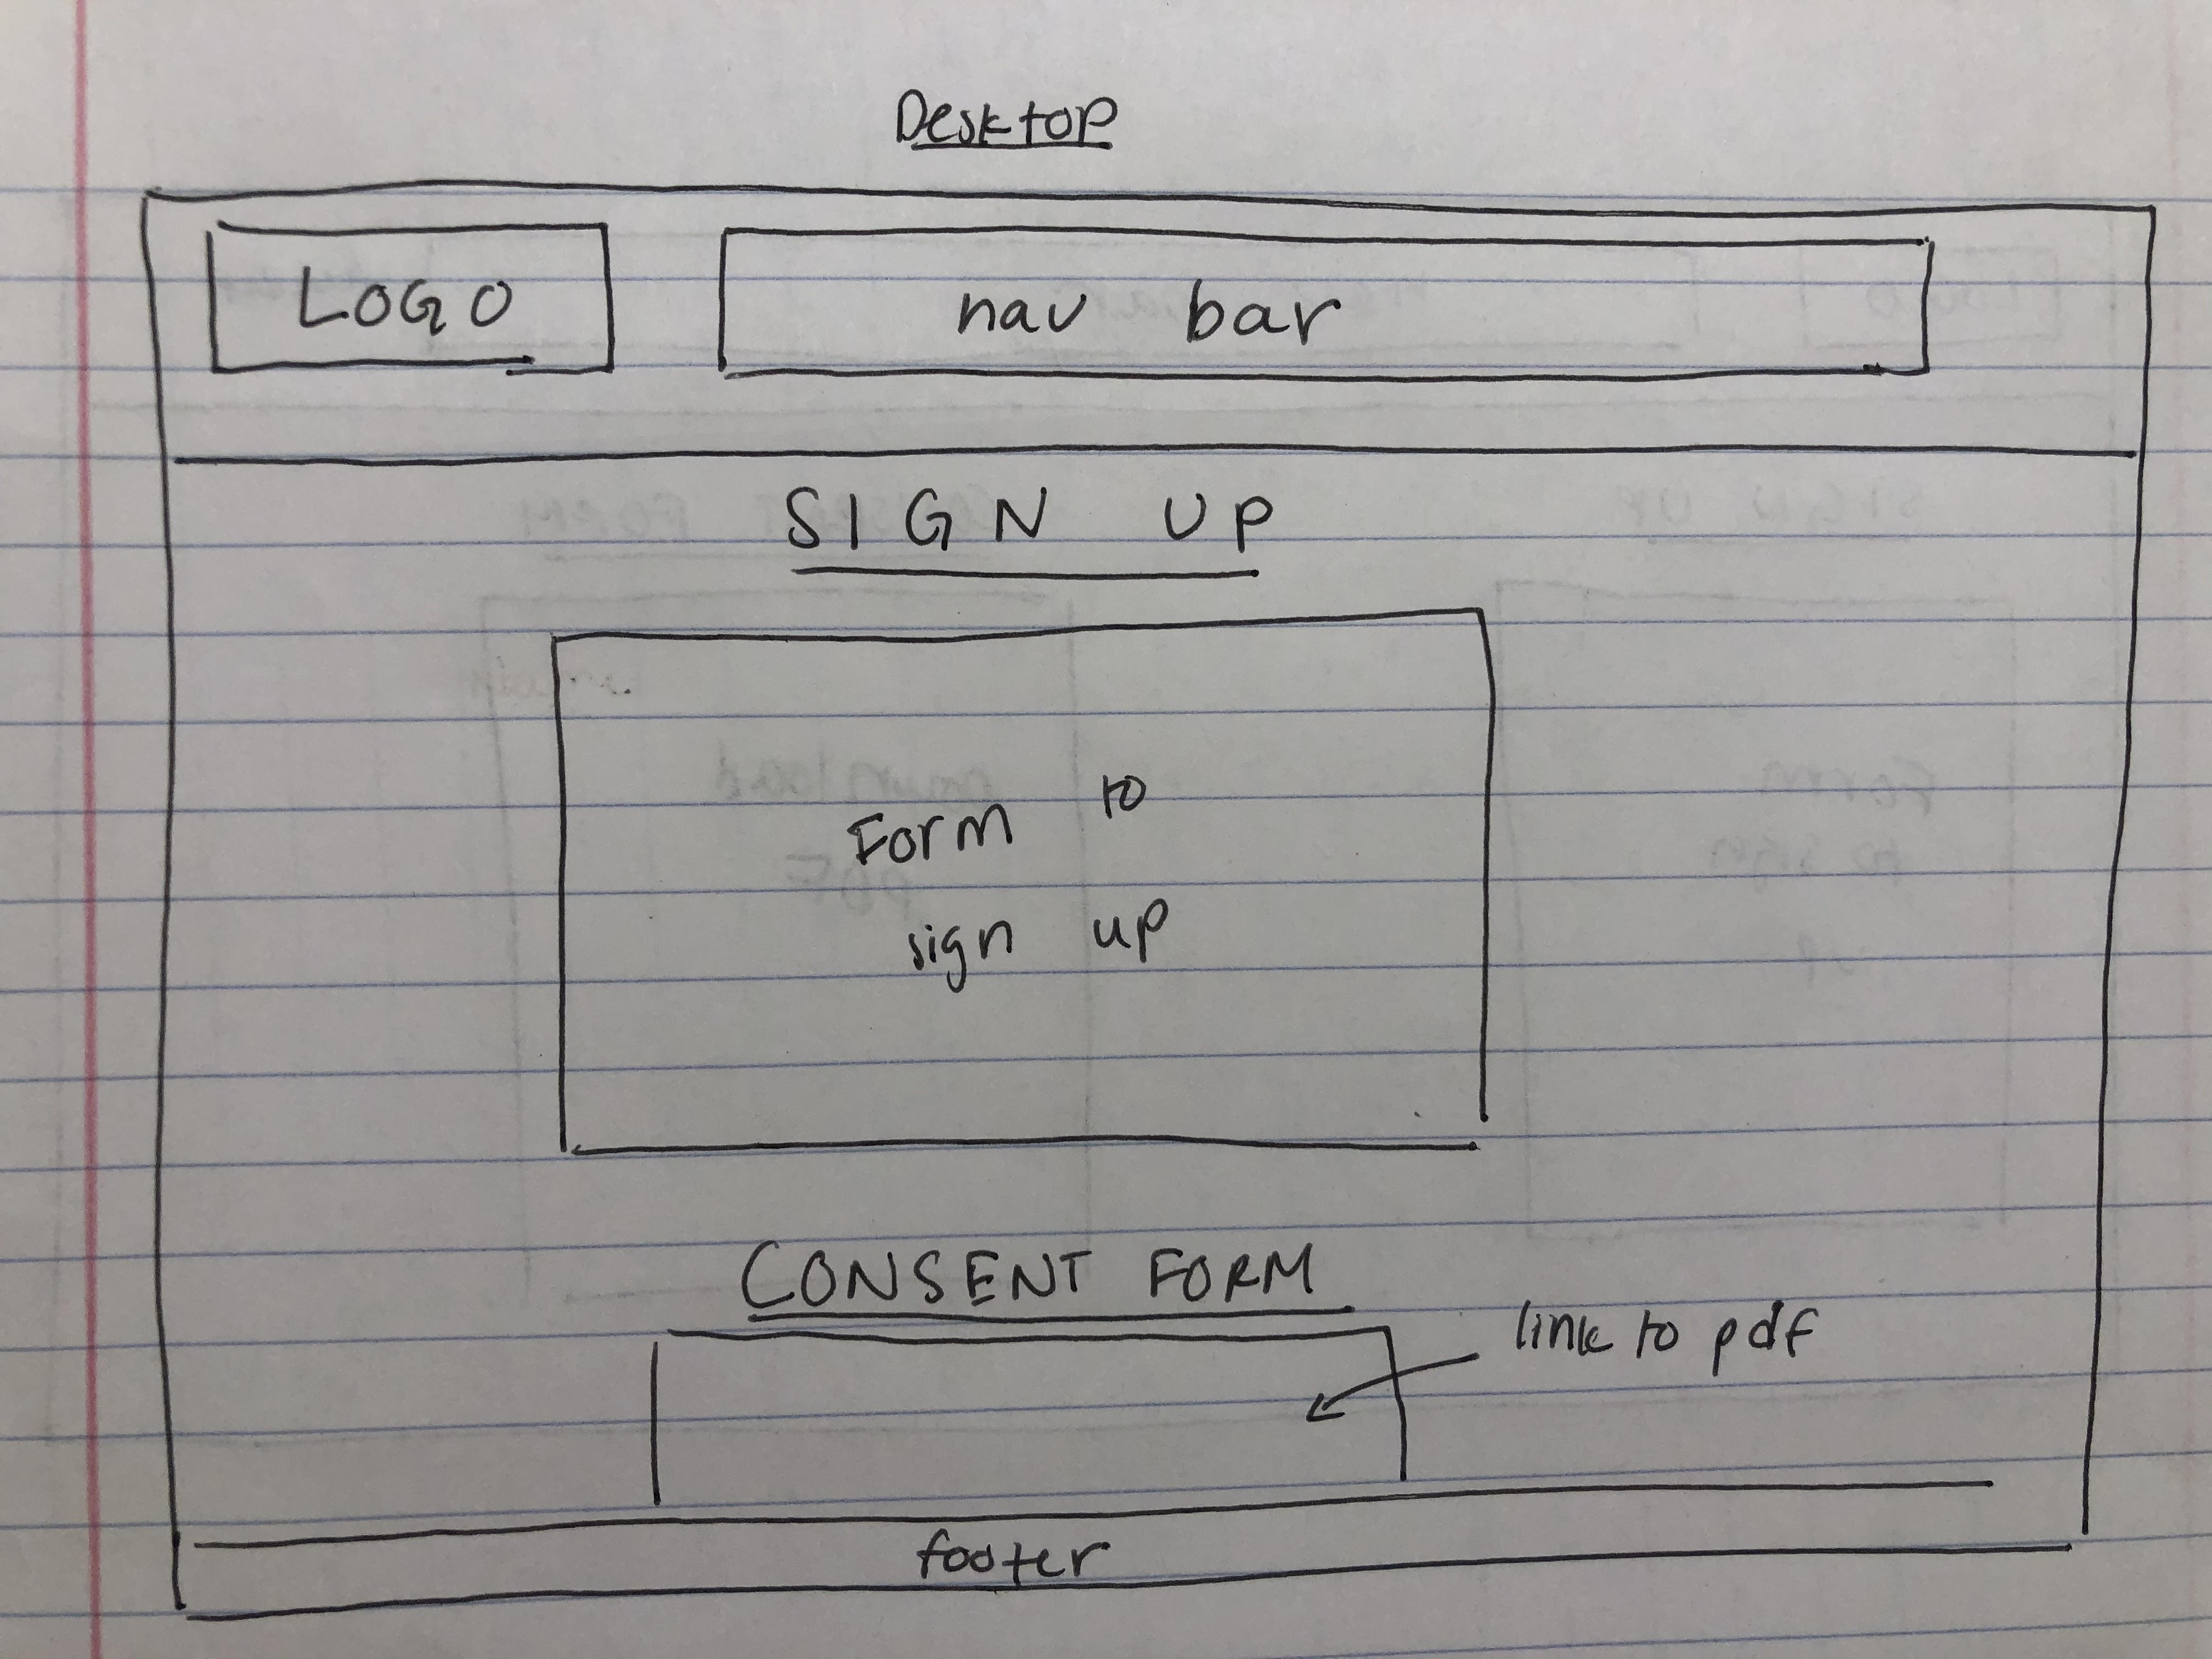 Desktop
LOGO
nav bar
SIGN UP
Form to
sign up
CONSENT FORM
link to pdf
footer